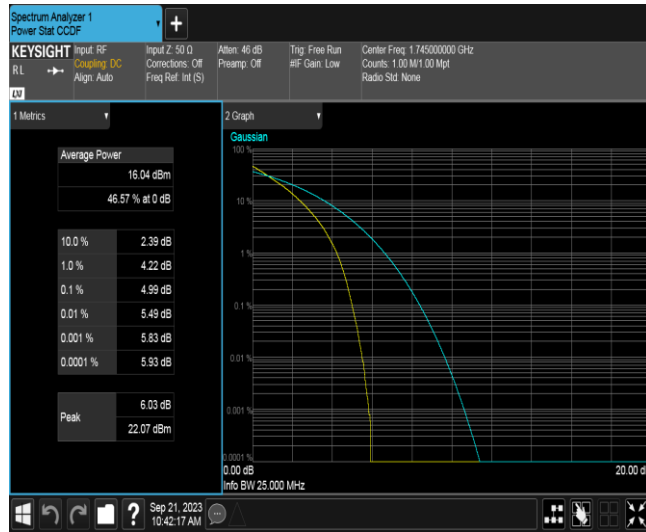 Spectrum Analyzer 1
Power Stat CCDF
+
KEYSIGHT
RL
LXI
Input: RF
Coupling: DC
Align: Auto
Input Z: 50 Ω
Corrections: Off
Freq Ref: Int (S)
Atten: 46 dB
Preamp: Off
Trig: Free Run
#IF Gain: Low
Center Freq: 1.745000000 GHz
Counts: 1.00 M/1.00 Mpt
Radio Std: None
1 Metrics
Average Power
16.04 dBm
46.57 % at 0 dB
10.0 % 2.39 dB
1.0 % 4.22 dB
0.1 % 4.99 dB
0.01 % 5.49 dB
0.001 % 5.83 dB
0.0001 % 5.93 dB
Peak
6.03 dB
22.07 dBm
2 Graph
Gaussian
100 %
10 %
1 %
0.1 %
0.01 %
0.001 %
0.0001 %
0.00 dB
20.00 d
Info BW 25.000 MHz
?
Sep 21, 2023
10:42:17 AM